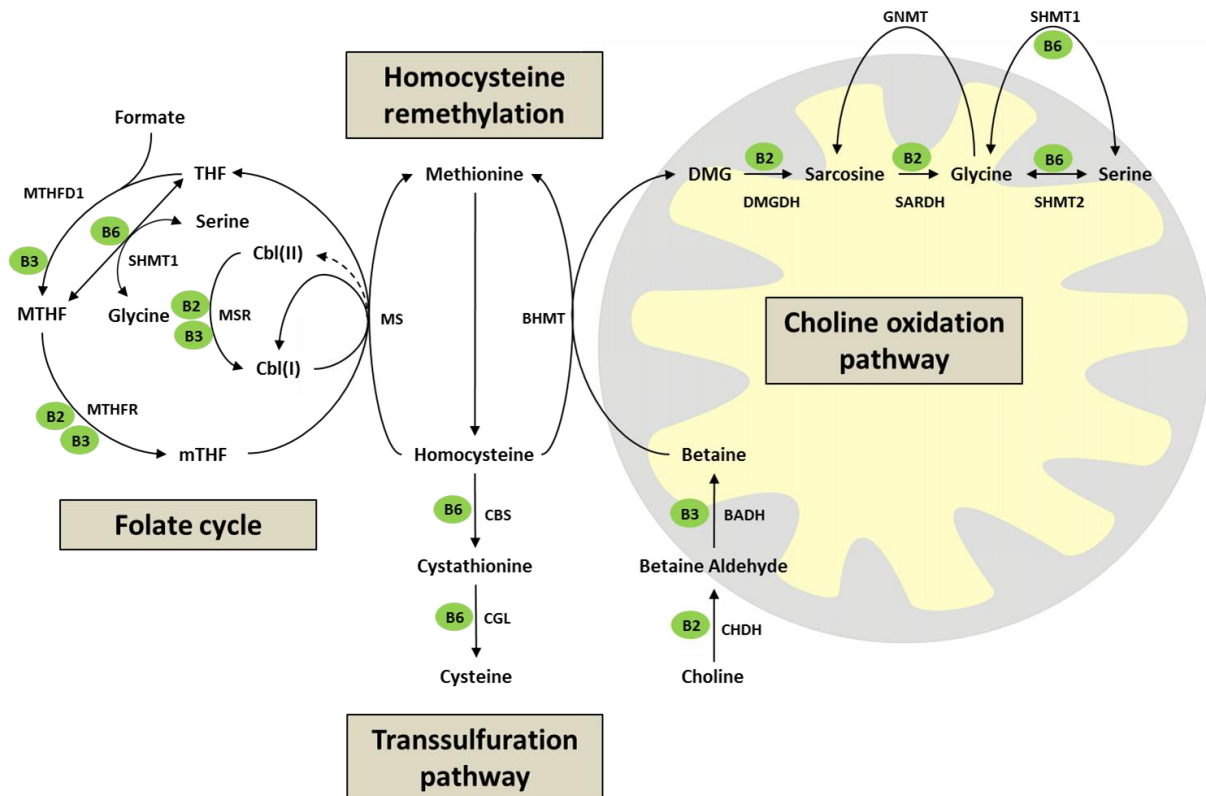 GNMT
SHMT1
B6
Homocysteine
remethylation
Formate
MTHFD1
THF
Methionine
DMG
B2
Sarcosine
B2
Glycine
B6
Serine
DMGDH
SARDH
SHMT2
B6
Serine
B3
SHMT1
Cbl(II)
MTHF
Glycine
B2
B3
MSR
MS
BHMT
Choline oxidation
pathway
Cbl(I)
B2
B3
MTHFR
mTHF
Homocysteine
Betaine
Folate cycle
B6
CBS
B3
BADH
Cystathionine
Betaine Aldehyde
B6
CGL
B2
CHDH
Cysteine
Choline
Transsulfuration
pathway